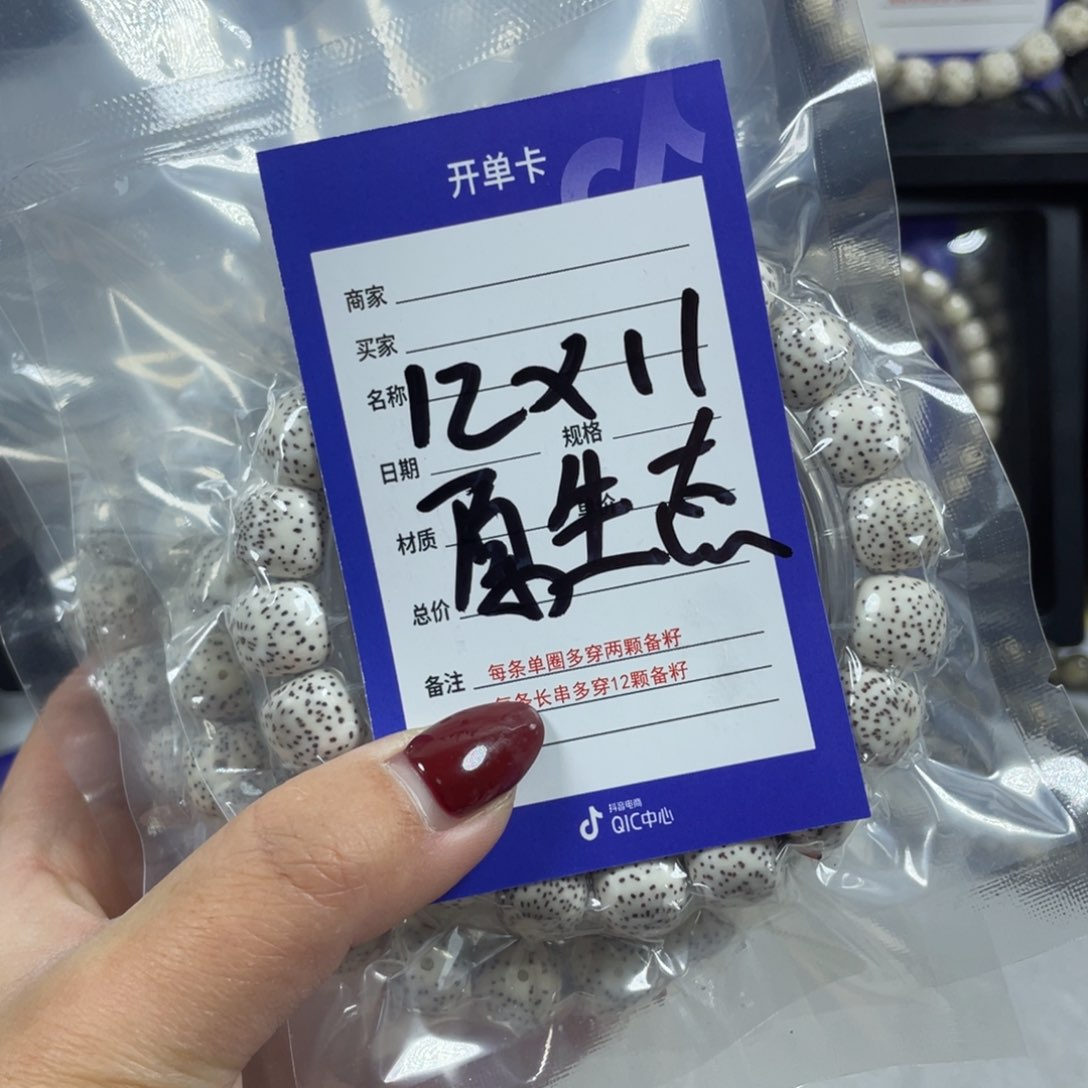 开单卡
商家
买家
名称
12×11
规格
日期
材质
原生态
总价
每条单圈多穿两颗备籽
备注
每条长串多穿12颗备籽
抖音电商
QIC中心